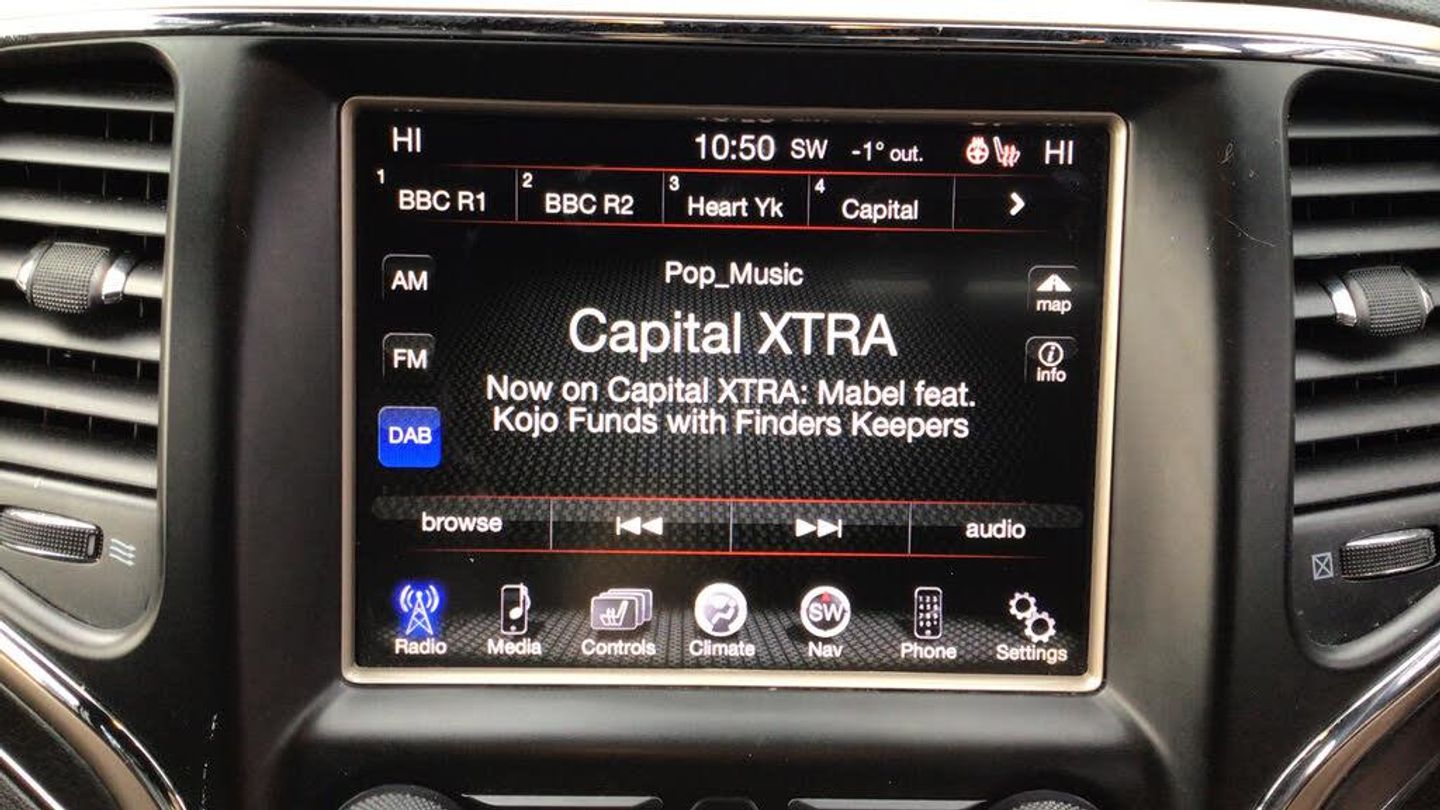 HI 10:50 SW -1° out. HI
1 BBC R1 2 BBC R2 3 Heart Yk 4 Capital
Pop_Music
AM
map
Capital XTRA
FM
info
Now on Capital XTRA: Mabel feat.
Kojo Funds with Finders Keepers
DAB
browse audio
SW
Radio Media Controls Climate Nav Phone Settings